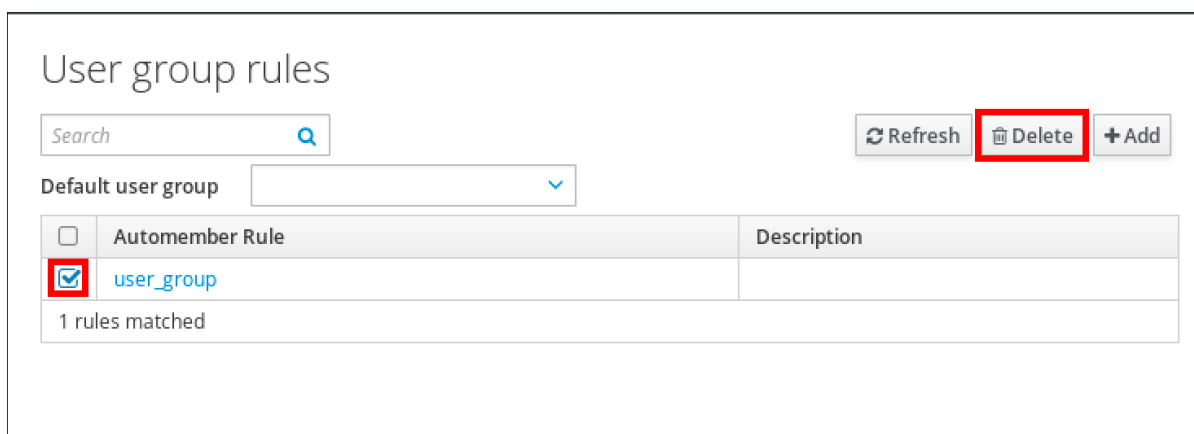 User group rules
Search
Refresh
Delete
Add
Default user group
Automember Rule
Description
user_group
1 rules matched